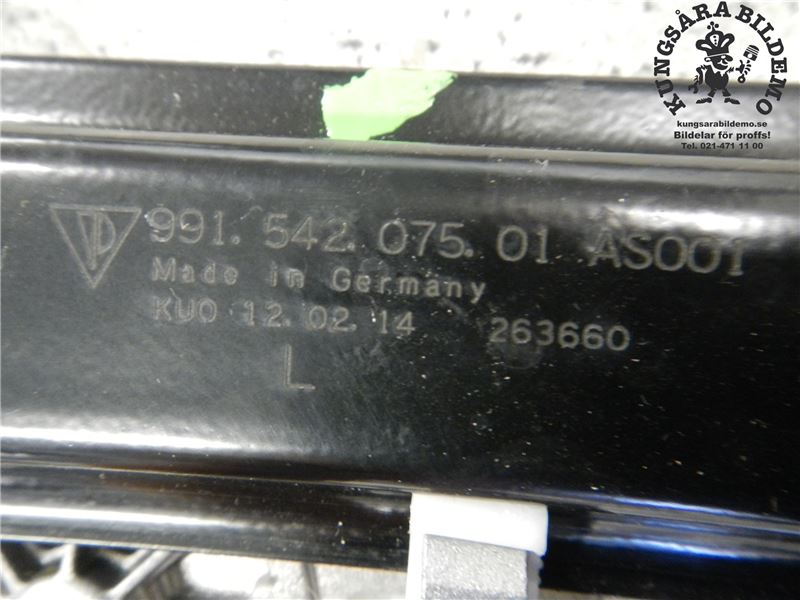 KUNGSÅRA BILDEMO
kungsarabildemo.se
Bildelar för proffs!
Tel. 021-471 11 00
991. 542. 075. 01 AS001
Made in Germany
KUO 12. 02. 14 263660
L